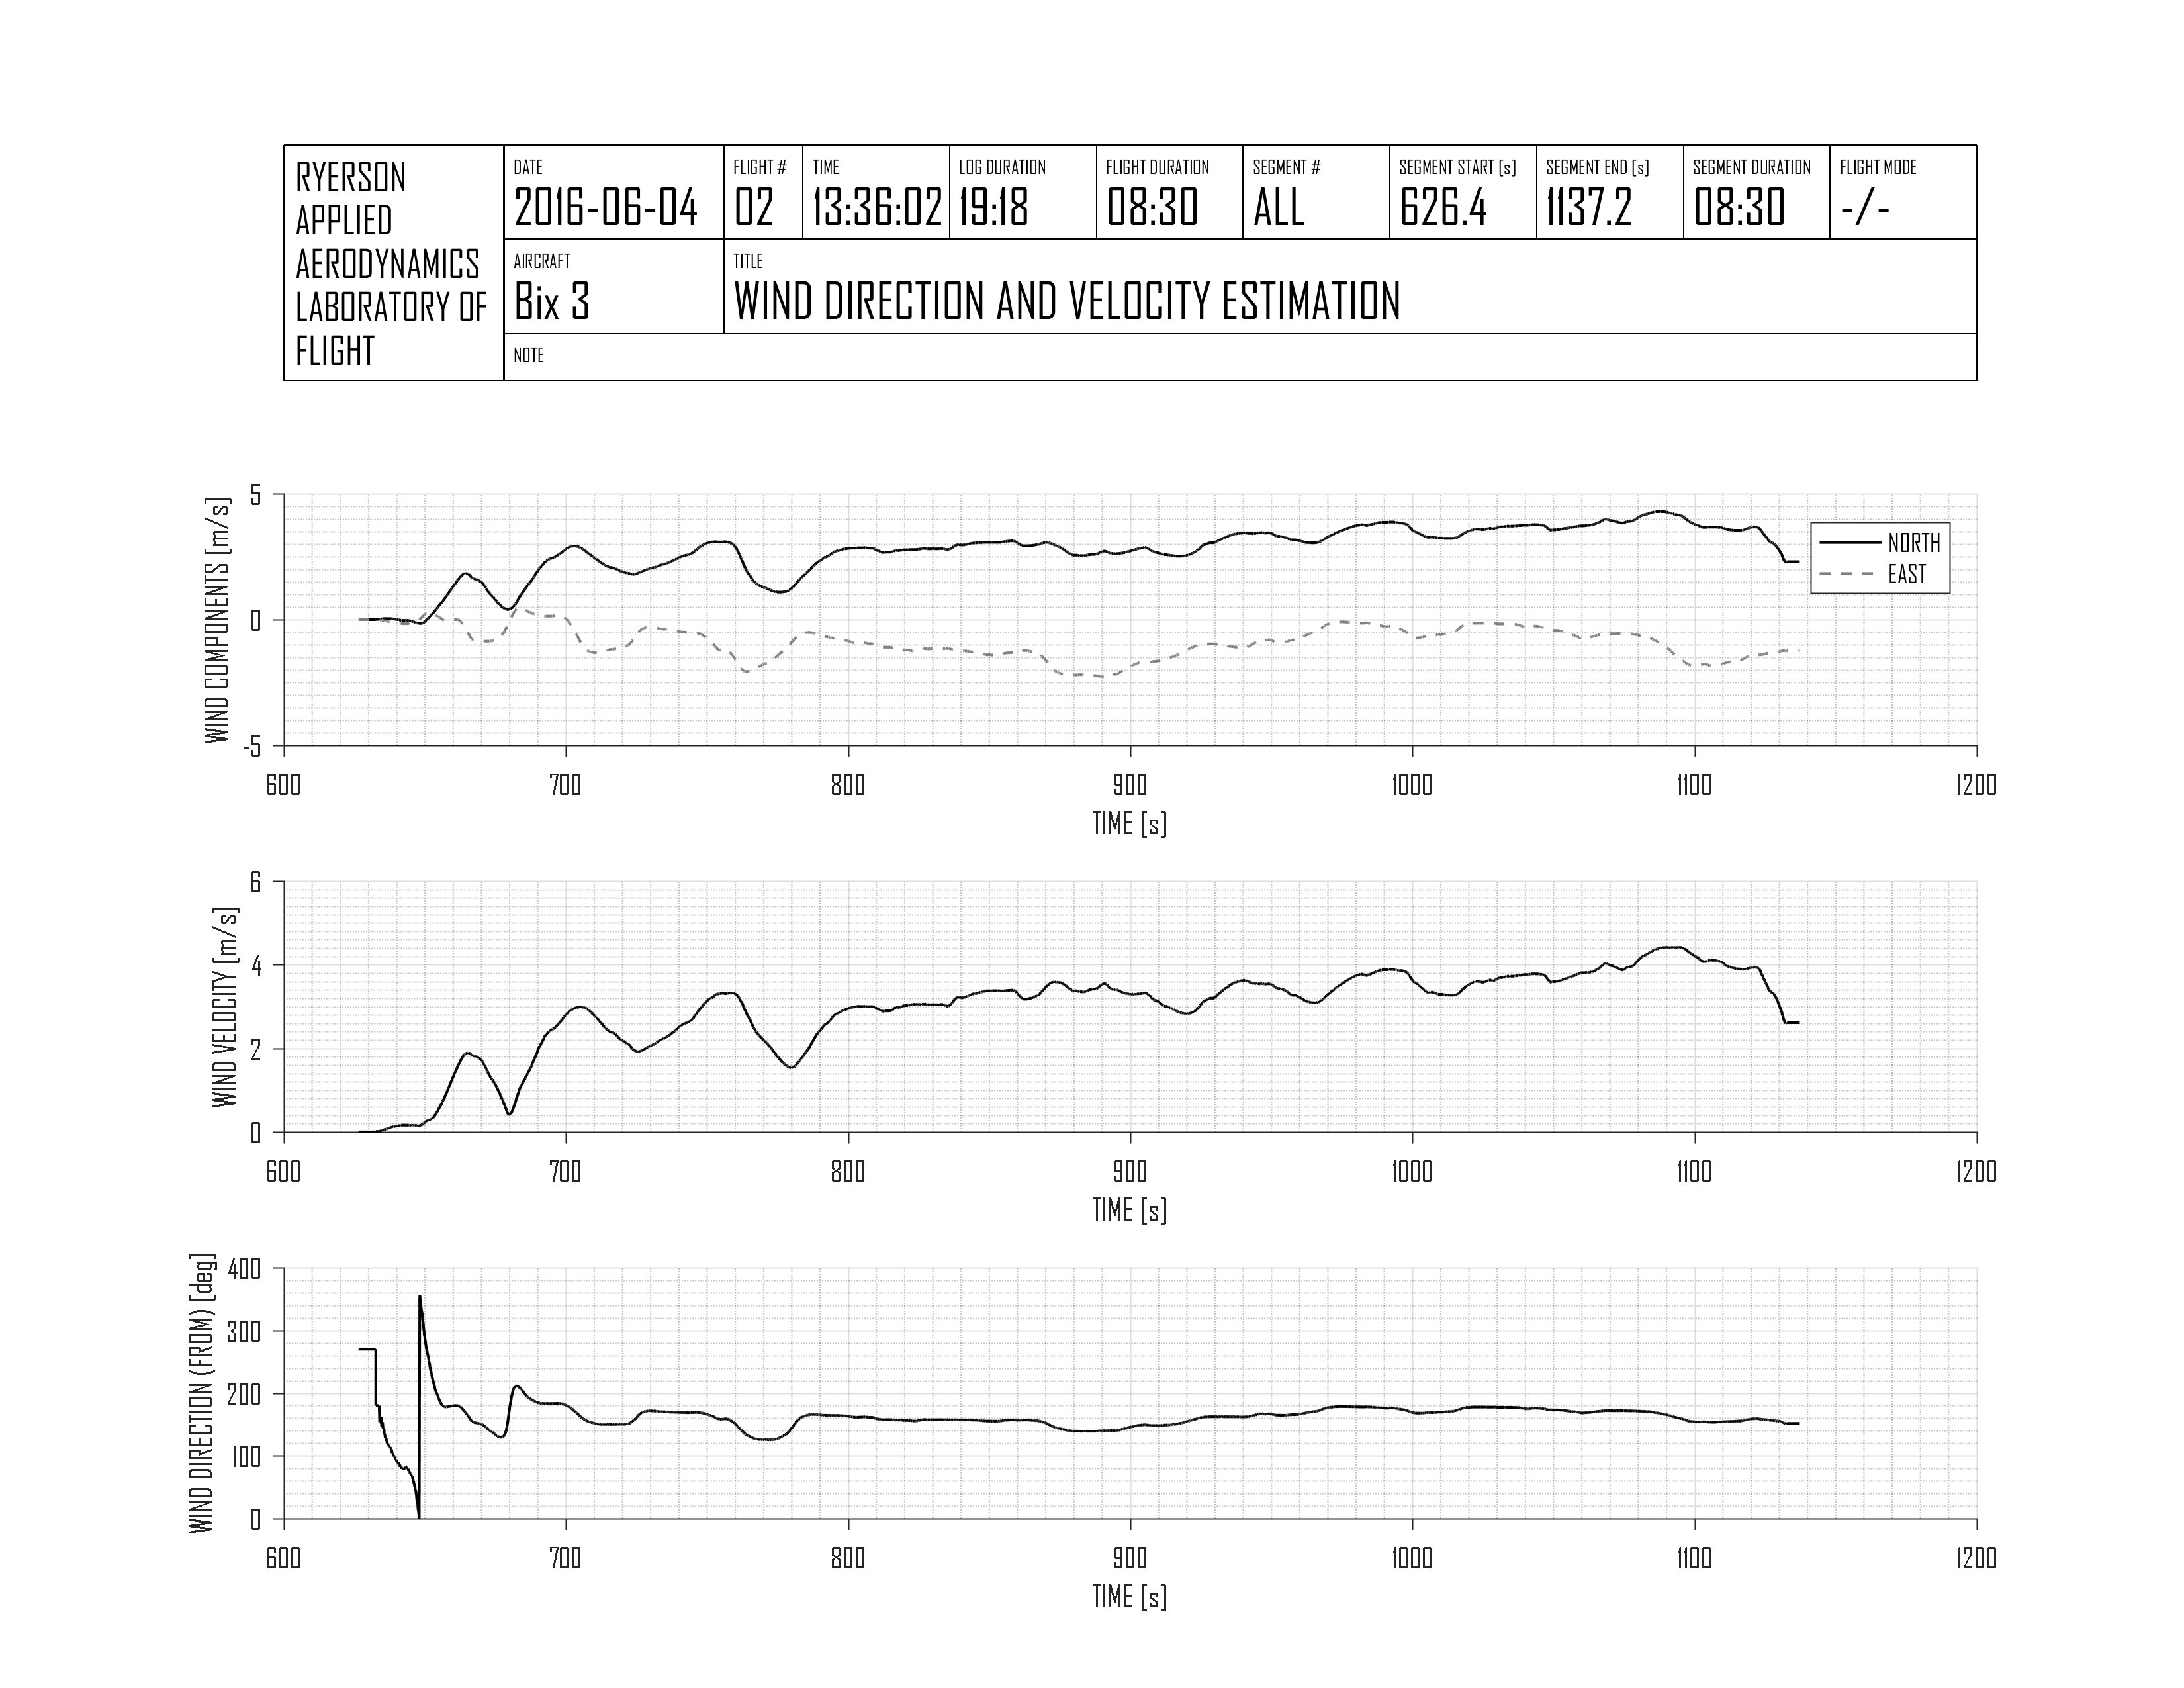 RYERSON
APPLIED
AERODYNAMICS
LABORATORY OF
FLIGHT
DATE
2016-06-04
FLIGHT #
02
TIME
13:36:02
LOG DURATION
19:18
FLIGHT DURATION
08:30
SEGMENT #
ALL
SEGMENT START [s]
626.4
SEGMENT END [s]
1137.2
SEGMENT DURATION
08:30
FLIGHT MODE
-/-
AIRCRAFT
Bix 3
TITLE
WIND DIRECTION AND VELOCITY ESTIMATION
NOTE
WIND COMPONENTS [m/s]
5
0
-5
NORTH
EAST
600 700 800 900 1000 1100 1200
TIME [s]
WIND VELOCITY [m/s]
6
4
2
0
600 700 800 900 1000 1100 1200
TIME [s]
WIND DIRECTION (FROM) [deg]
400
300
200
100
0
600 700 800 900 1000 1100 1200
TIME [s]